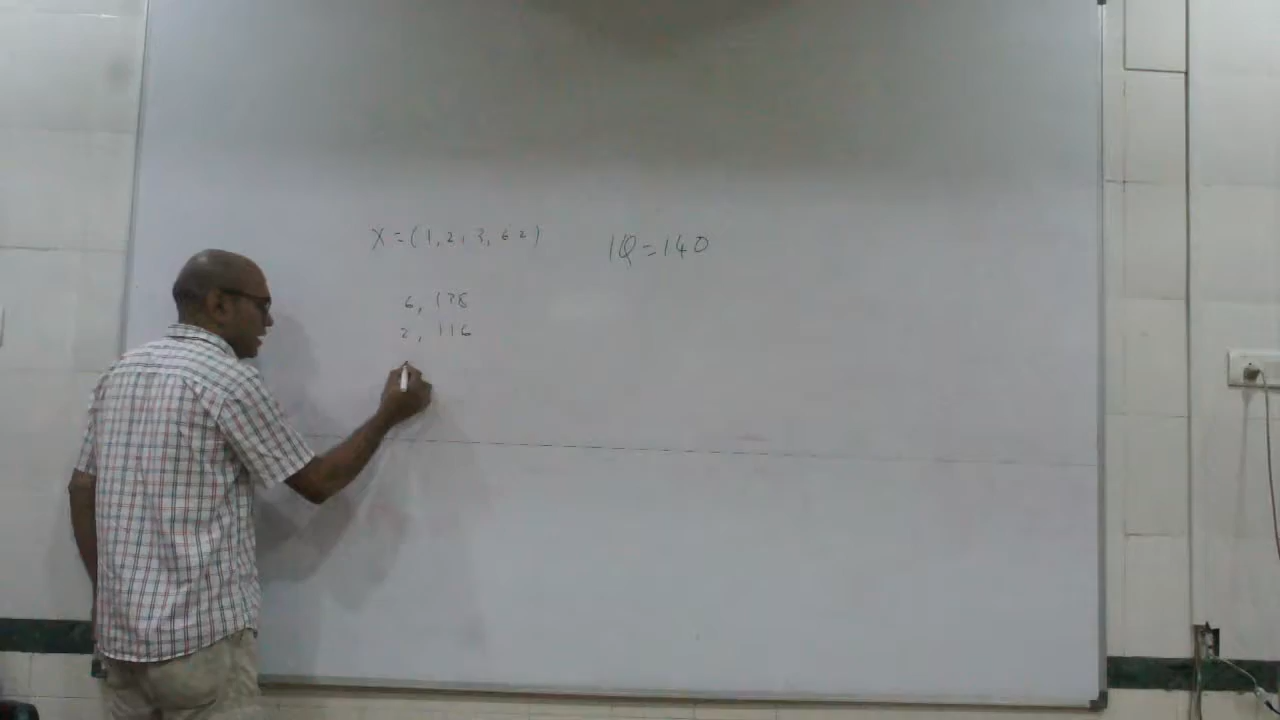 X = (1, 2, 3, 62) IQ = 140
6, 178
2, 116